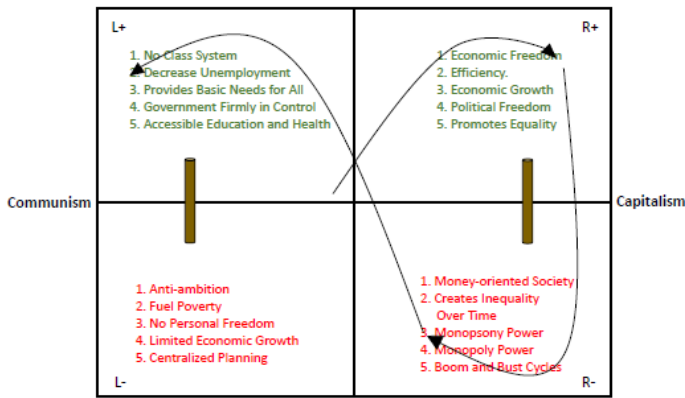 L+
1. No Class System
2. Decrease Unemployment
3. Provides Basic Needs for All
4. Government Firmly in Control
5. Accessible Education and Health
R+
1. Economic Freedom
2. Efficiency.
3. Economic Growth
4. Political Freedom
5. Promotes Equality
Communism
Capitalism
1. Anti-ambition
2. Fuel Poverty
3. No Personal Freedom
4. Limited Economic Growth
5. Centralized Planning
L-
1. Money-oriented Society
2. Creates Inequality
Over Time
3. Monopsony Power
4. Monopoly Power
5. Boom and Bust Cycles
R-